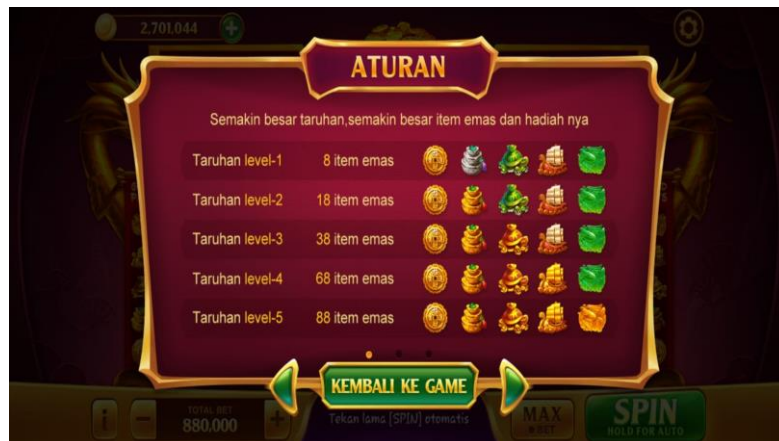 2,701,044
ATURAN
Semakin besar taruhan,semakin besar item emas dan hadiah nya
Taruhan level-1 8 item emas
Taruhan level-2 18 item emas
Taruhan level-3 38 item emas
Taruhan level-4 68 item emas
Taruhan level-5 88 item emas
KEMBALI KE GAME
TOTAL BET
880,000
Tekan lama [SPIN] otomatis
MAX
BET
SPIN
HOLD FOR AUTO